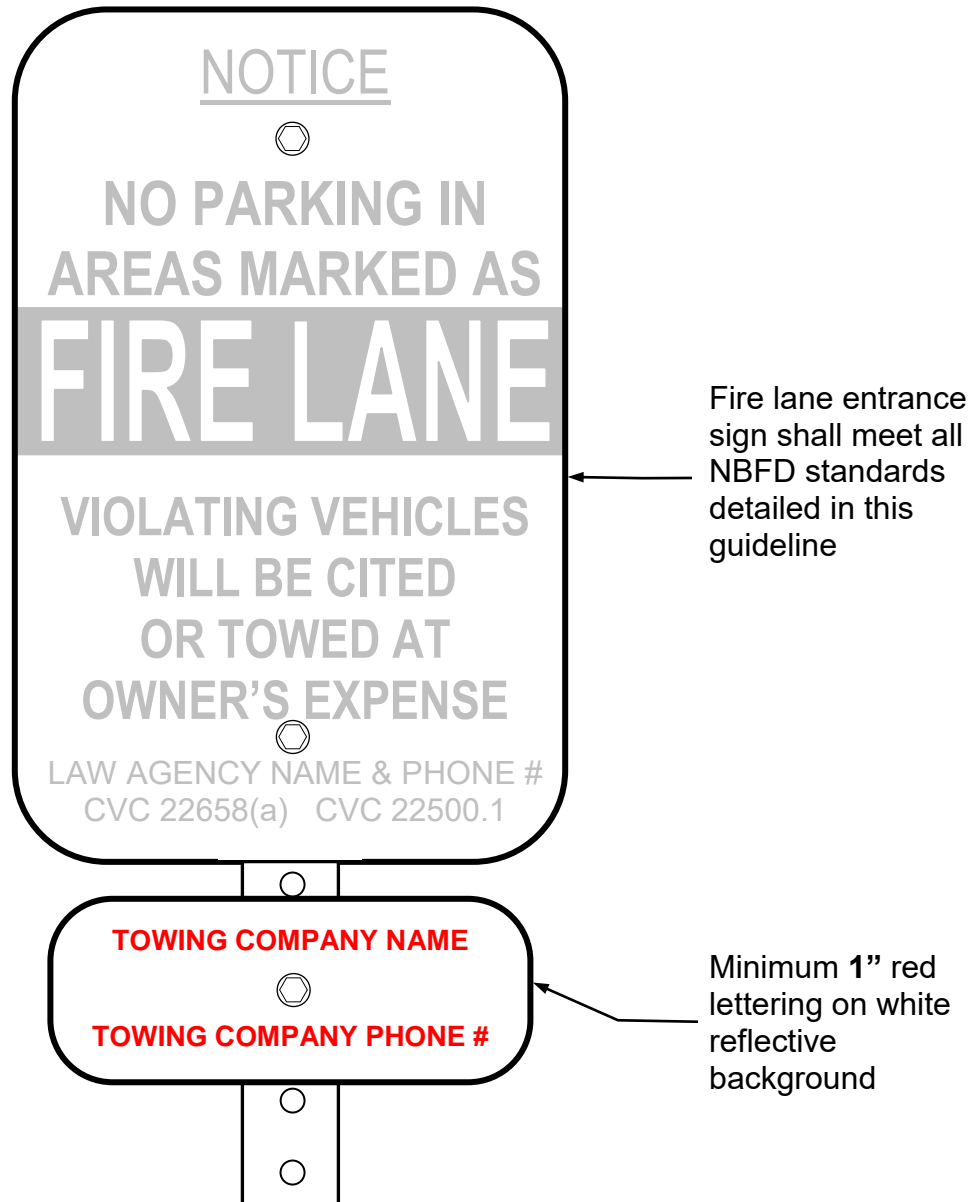 NOTICE
NO PARKING IN
AREAS MARKED AS
FIRE LANE
VIOLATING VEHICLES
WILL BE CITED
OR TOWED AT
OWNER’S EXPENSE
LAW AGENCY NAME & PHONE #
CVC 22658(a) CVC 22500.1
Fire lane entrance
sign shall meet all
NBFD standards
detailed in this
guideline
TOWING COMPANY NAME
TOWING COMPANY PHONE #
Minimum 1” red
lettering on white
reflective
background